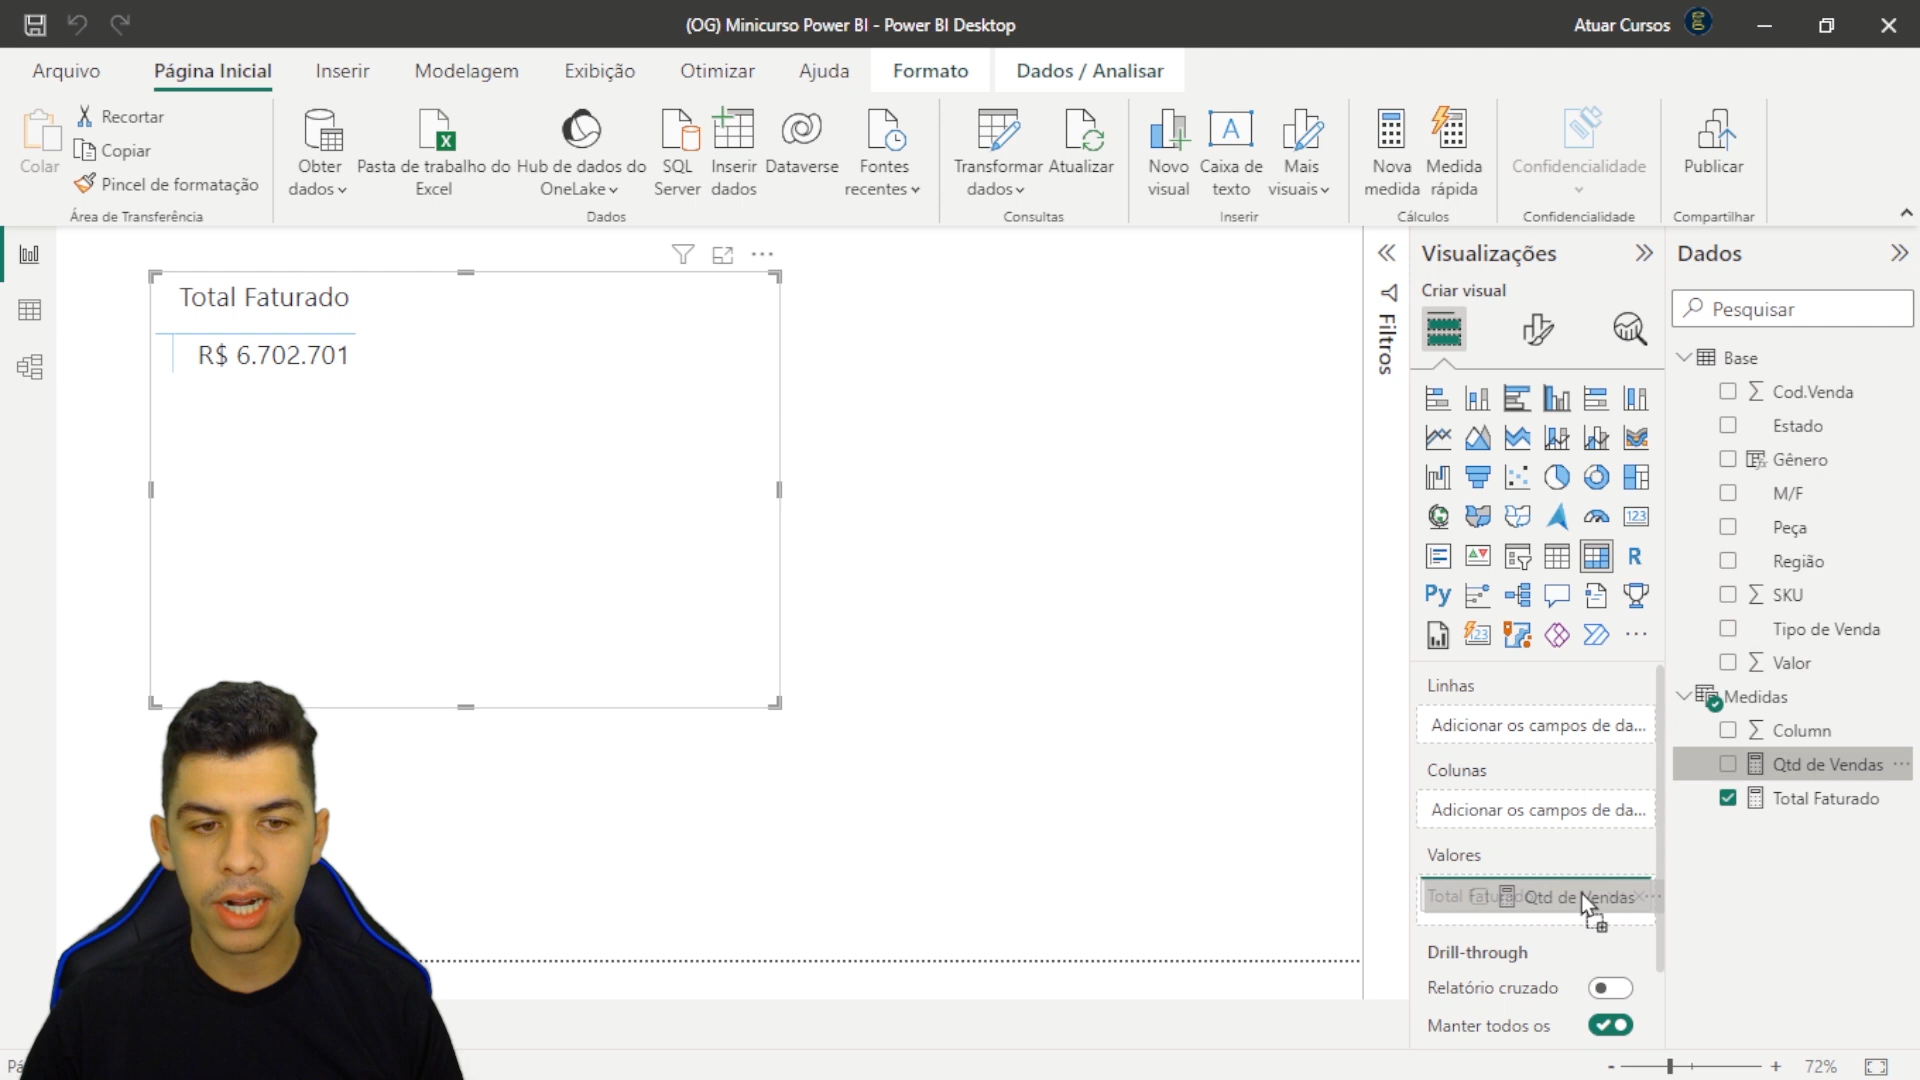 (OG) Minicurso Power BI - Power BI Desktop
Atuar Cursos
Arquivo
Página Inicial
Inserir
Modelagem
Exibição
Otimizar
Ajuda
Formato
Dados / Analisar
Colar
Recortar
Copiar
Pincel de formatação
Área de Transferência
Obter
dados
Pasta de trabalho do
Excel
Hub de dados do
OneLake
SQL
Server
Inserir
dados
Dataverse
Fontes
recentes
Dados
Transformar
dados
Atualizar
Consultas
Novo
visual
Caixa de
texto
Mais
visuais
Inserir
Nova
medida
Medida
rápida
Cálculos
Confidencialidade
Confidencialidade
Publicar
Compartilhar
Total Faturado
R$ 6.702.701
Filtros
Visualizações
Criar visual
123
R
Py
123
Linhas
Adicionar os campos de da...
Colunas
Adicionar os campos de da...
Valores
Qtd de Vendas
Drill-through
Relatório cruzado
Manter todos os
Dados
Pesquisar
Base
Cod.Venda
Estado
Gênero
M/F
Peça
Região
SKU
Tipo de Venda
Valor
Medidas
Column
Qtd de Vendas
Total Faturado
72%